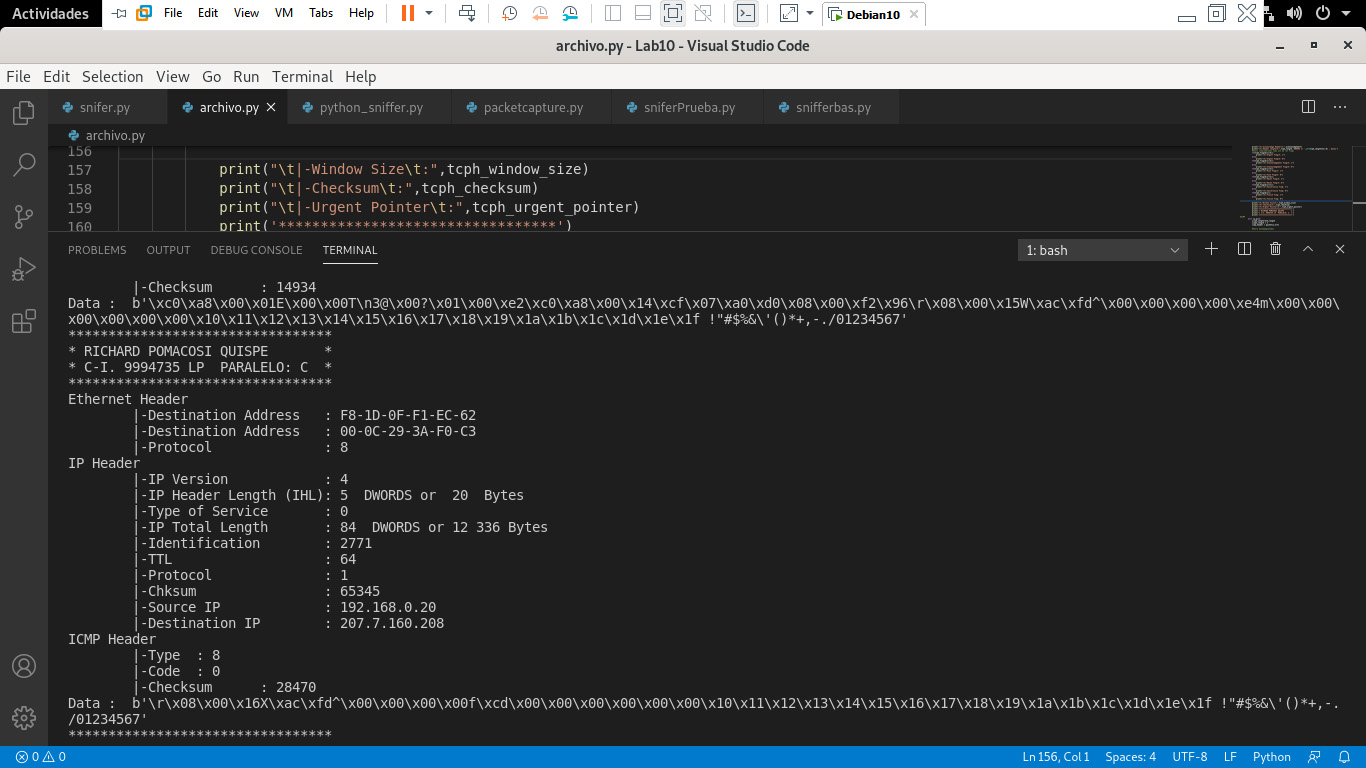 Actividades File Edit View VM Tabs Help Debian10
archivo.py - Lab10 - Visual Studio Code
File Edit Selection View Go Run Terminal Help
snifer.py archivo.py python_sniffer.py packetcapture.py sniferPrueba.py snifferbas.py
archivo.py
156
157 print("\t|-Window Size\t:",tcph_window_size)
158 print("\t|-Checksum\t:",tcph_checksum)
159 print("\t|-Urgent Pointer\t:",tcph_urgent_pointer)
160 print('*********************************')
PROBLEMS OUTPUT DEBUG CONSOLE TERMINAL 1: bash
|-Checksum : 14934
Data : b'\xc0\xa8\x00\x01E\x00\x00T\n3@\x00?\x01\x00\xe2\xc0\xa8\x00\x14\xcf\x07\xa0\xd0\x08\x00\xf2\x96\r\x08\x00\x15W\xac\xfd^\x00\x00\x00\x00\xe4m\x00\x00\
x00\x00\x00\x00\x10\x11\x12\x13\x14\x15\x16\x17\x18\x19\x1a\x1b\x1c\x1d\x1e\x1f !"#$%&\'()*+,-./01234567'
*********************************
* RICHARD POMACOSI QUISPE *
* C-I. 9994735 LP PARALELO: C *
*********************************
Ethernet Header
|-Destination Address : F8-1D-0F-F1-EC-62
|-Destination Address : 00-0C-29-3A-F0-C3
|-Protocol : 8
IP Header
|-IP Version : 4
|-IP Header Length (IHL): 5 DWORDS or 20 Bytes
|-Type of Service : 0
|-IP Total Length : 84 DWORDS or 12 336 Bytes
|-Identification : 2771
|-TTL : 64
|-Protocol : 1
|-Chksum : 65345
|-Source IP : 192.168.0.20
|-Destination IP : 207.7.160.208
ICMP Header
|-Type : 8
|-Code : 0
|-Checksum : 28470
Data : b'\r\x08\x00\x16X\xac\xfd^\x00\x00\x00\x00f\xcd\x00\x00\x00\x00\x00\x00\x10\x11\x12\x13\x14\x15\x16\x17\x18\x19\x1a\x1b\x1c\x1d\x1e\x1f !"#$%&\'()*+,-.
/01234567'
*********************************
0 0 Ln 156, Col 1 Spaces: 4 UTF-8 LF Python